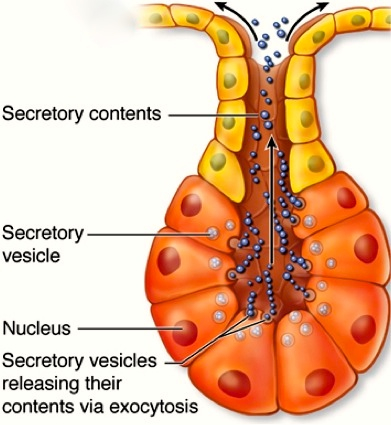 Secretory contents
Secretory
vesicle
Nucleus
Secretory vesicles
releasing their
contents via exocytosis